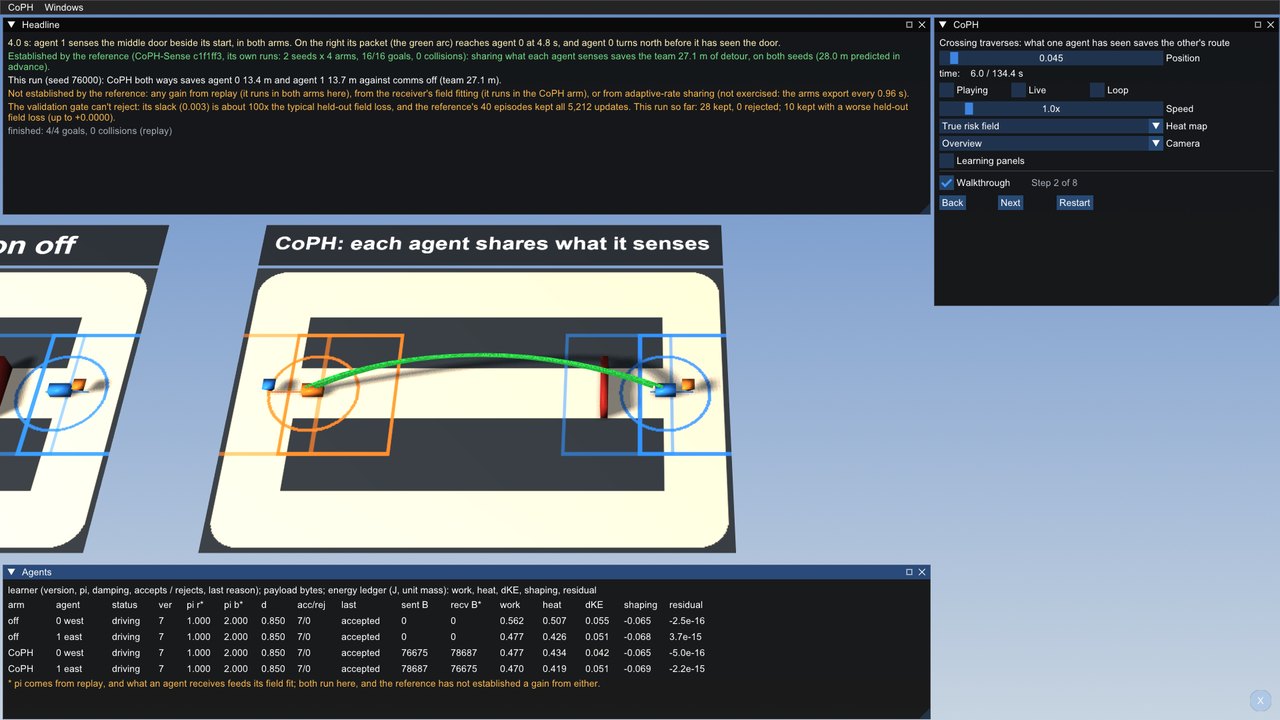 CoPH Windows
Headline
4.0 s: agent 1 senses the middle door beside its start, in both arms. On the right its packet (the green arc) reaches agent 0 at 4.8 s, and agent 0 turns north before it has seen the door.
Established by the reference (CoPH-Sense c1f1ff3, its own runs: 2 seeds x 4 arms, 16/16 goals, 0 collisions): sharing what each agent senses saves the team 27.1 m of detour, on both seeds (28.0 m predicted in
advance).
This run (seed 76000): CoPH both ways saves agent 0 13.4 m and agent 1 13.7 m against comms off (team 27.1 m).
Not established by the reference: any gain from replay (it runs in both arms here), from the receiver's field fitting (it runs in the CoPH arm), or from adaptive-rate sharing (not exercised: the arms export every 0.96 s).
The validation gate can't reject: its slack (0.003) is about 100x the typical held-out field loss, and the reference's 40 episodes kept all 5,212 updates. This run so far: 28 kept, 0 rejected; 10 kept with a worse held-out
field loss (up to +0.0000).
finished: 4/4 goals, 0 collisions (replay)
CoPH
Crossing traverses: what one agent has seen saves the other's route
0.045 Position
time: 6.0 / 134.4 s
Playing Live Loop
1.0x Speed
True risk field Heat map
Overview Camera
Learning panels
Walkthrough Step 2 of 8
Back Next Restart
on off
CoPH: each agent shares what it senses
Agents
learner (version, pi, damping, accepts / rejects, last reason); payload bytes; energy ledger (J, unit mass): work, heat, dKE, shaping, residual
arm agent status ver pi r* pi b* d acc/rej last sent B recv B* work heat dKE shaping residual
off 0 west driving 7 1.000 2.000 0.850 7/0 accepted 0 0 0.562 0.507 0.055 -0.065 -2.5e-16
off 1 east driving 7 1.000 2.000 0.850 7/0 accepted 0 0 0.477 0.426 0.051 -0.068 3.7e-15
CoPH 0 west driving 7 1.000 2.000 0.850 7/0 accepted 76675 78687 0.477 0.434 0.042 -0.065 -5.0e-16
CoPH 1 east driving 7 1.000 2.000 0.850 7/0 accepted 78687 76675 0.470 0.419 0.051 -0.069 -2.2e-15
* pi comes from replay, and what an agent receives feeds its field fit; both run here, and the reference has not established a gain from either.
X